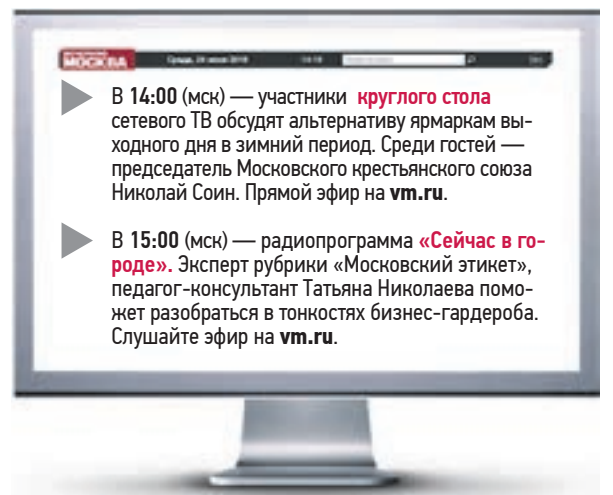 МОСКВА
В 14:00 (мск) — участники круглого стола
сетевого ТВ обсудят альтернативу ярмаркам вы-
ходного дня в зимний период. Среди гостей —
председатель Московского крестьянского союза
Николай Соин. Прямой эфир на vm.ru.
В 15:00 (мск) — радиопрограмма «Сейчас в го-
роде». Эксперт рубрики «Московский этикет»,
педагог-консультант Татьяна Николаева помо-
жет разобраться в тонкостях бизнес-гардероба.
Слушайте эфир на vm.ru.